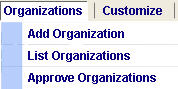 Organizations Customize
Add Organization
List Organizations
Approve Organizations